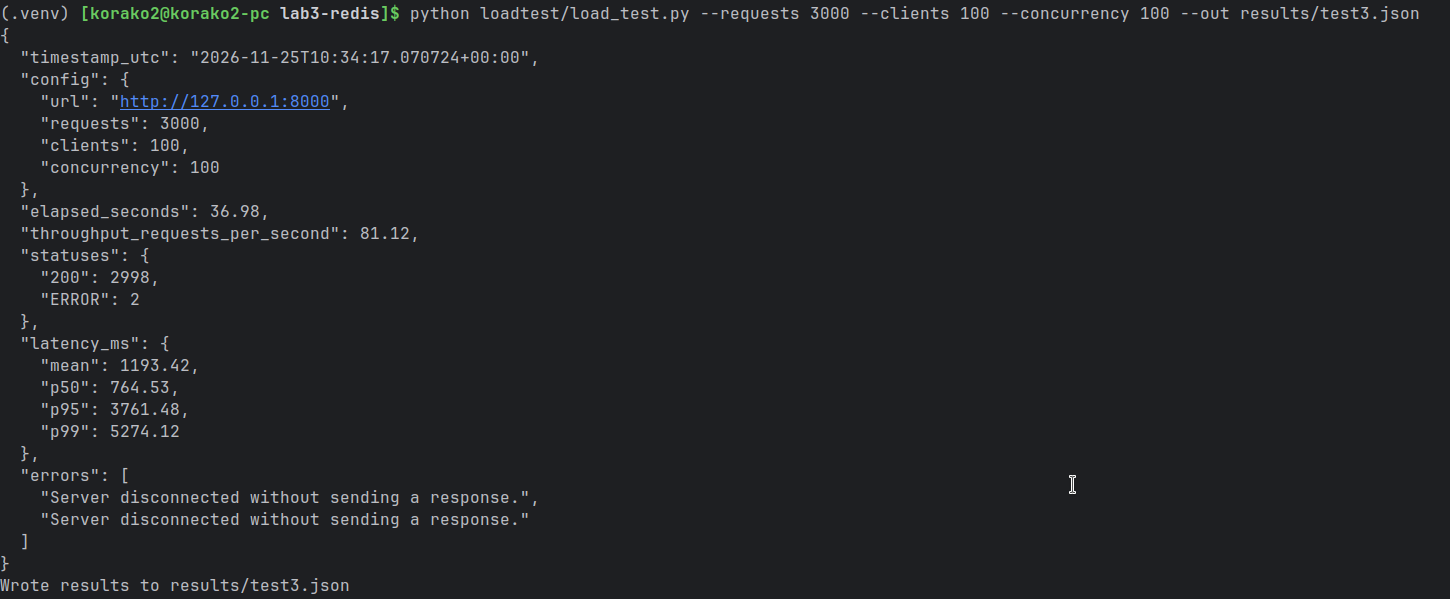 (.venv) [korako2@korako2-pc lab3-redis]$ python loadtest/load_test.py --requests 3000 --clients 100 --concurrency 100 --out results/test3.json
{
  "timestamp_utc": "2026-11-25T10:34:17.070724+00:00",
  "config": {
    "url": "http://127.0.0.1:8000",
    "requests": 3000,
    "clients": 100,
    "concurrency": 100
  },
  "elapsed_seconds": 36.98,
  "throughput_requests_per_second": 81.12,
  "statuses": {
    "200": 2998,
    "ERROR": 2
  },
  "latency_ms": {
    "mean": 1193.42,
    "p50": 764.53,
    "p95": 3761.48,
    "p99": 5274.12
  },
  "errors": [
    "Server disconnected without sending a response.",
    "Server disconnected without sending a response."
  ]
}
Wrote results to results/test3.json